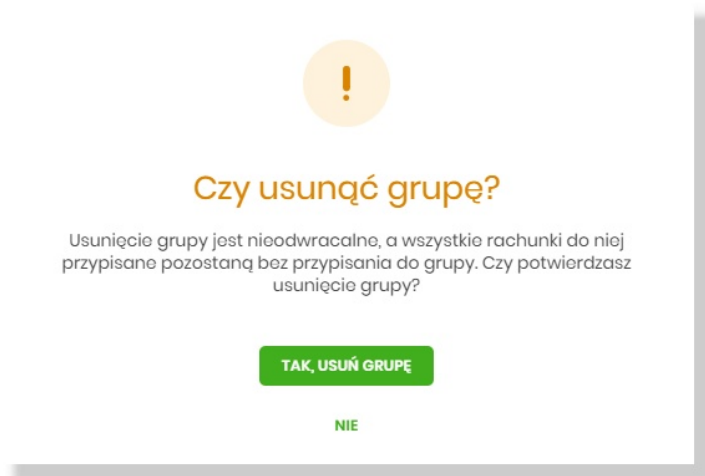 !
Czy usunąć grupę?
Usunięcie grupy jest nieodwracalne, a wszystkie rachunki do niej
przypisane pozostaną bez przypisania do grupy. Czy potwierdzasz
usunięcie grupy?
TAK, USUŃ GRUPĘ
NIE